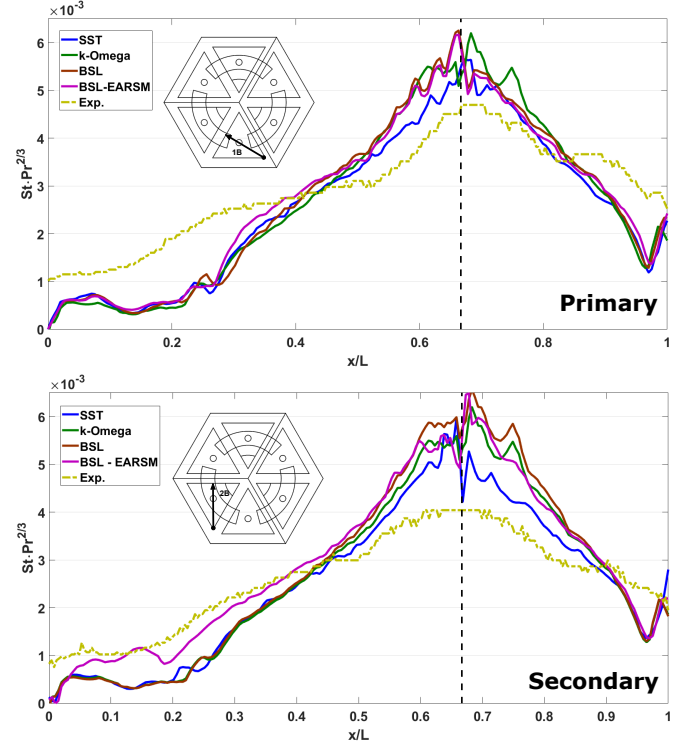 ×10⁻³
6
5
4
3
2
1
0
St·Pr^2/3
SST
k-Omega
BSL
BSL-EARSM
Exp.
1B
Primary
0 0.2 0.4 0.6 0.8 1
x/L
×10⁻³
6
5
4
3
2
1
0
St·Pr^2/3
SST
k-Omega
BSL
BSL - EARSM
Exp.
2B
Secondary
0 0.1 0.2 0.3 0.4 0.5 0.6 0.7 0.8 0.9 1
x/L